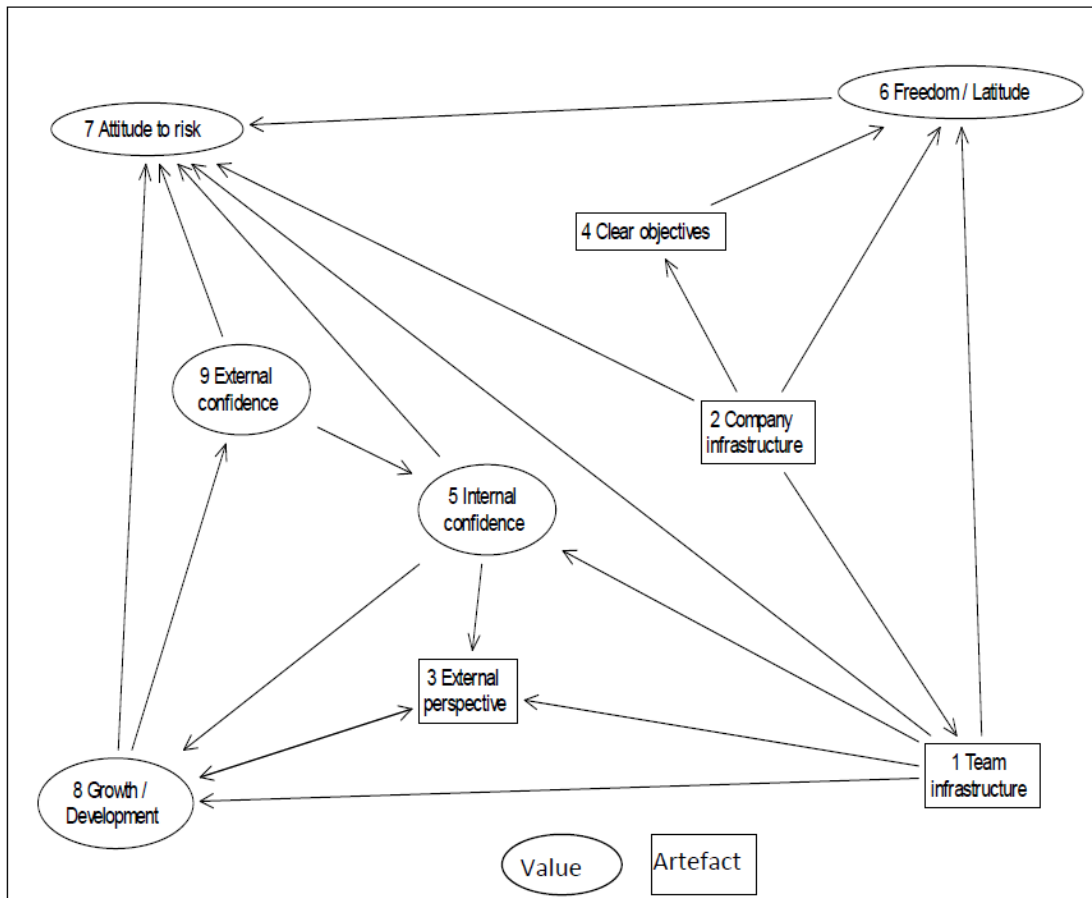 6 Freedom / Latitude
7 Attitude to risk
4 Clear objectives
9 External
confidence
2 Company
infrastructure
5 Internal
confidence
3 External
perspective
1 Team
infrastructure
8 Growth /
Development
Value
Artefact